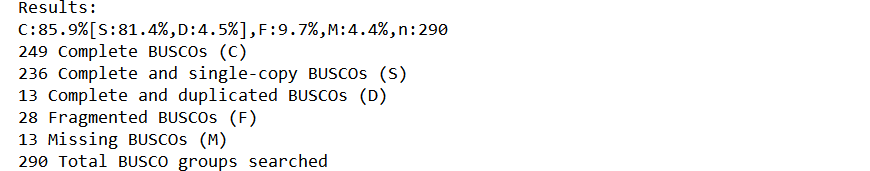 Results:
C:85.9%[S:81.4%,D:4.5%],F:9.7%,M:4.4%,n:290
249 Complete BUSCOs (C)
236 Complete and single-copy BUSCOs (S)
13 Complete and duplicated BUSCOs (D)
28 Fragmented BUSCOs (F)
13 Missing BUSCOs (M)
290 Total BUSCO groups searched